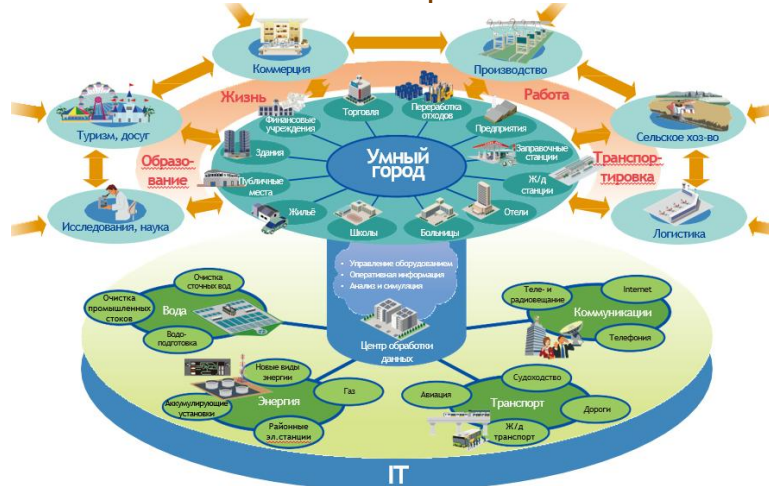 Коммерция
Производство
Жизнь
Работа
Торговля
Переработка
отходов
Финансовые
учреждения
Предприятия
Туризм, досуг
Сельское хоз-во
Умный
город
Здания
Заправочные
станции
Образо-
вание
Транспор-
тировка
Публичные
места
Ж/д
станции
Жильё
Школы
Больницы
Отели
Исследования, наука
Логистика
• Управление оборудованием
• Оперативная информация
• Анализ и симуляция
Очистка
сточных вод
Очистка
промышленных
стоков
Вода
Водо-
подготовка
Теле- и
радиовещание
Internet
Коммуникации
Телефония
Центр обработки
данных
Новые виды
энергии
Газ
Аккумулирующие
установки
Энергия
Районные
эл.станции
Судоходство
Авиация
Транспорт
Дороги
Ж/д
транспорт
IT